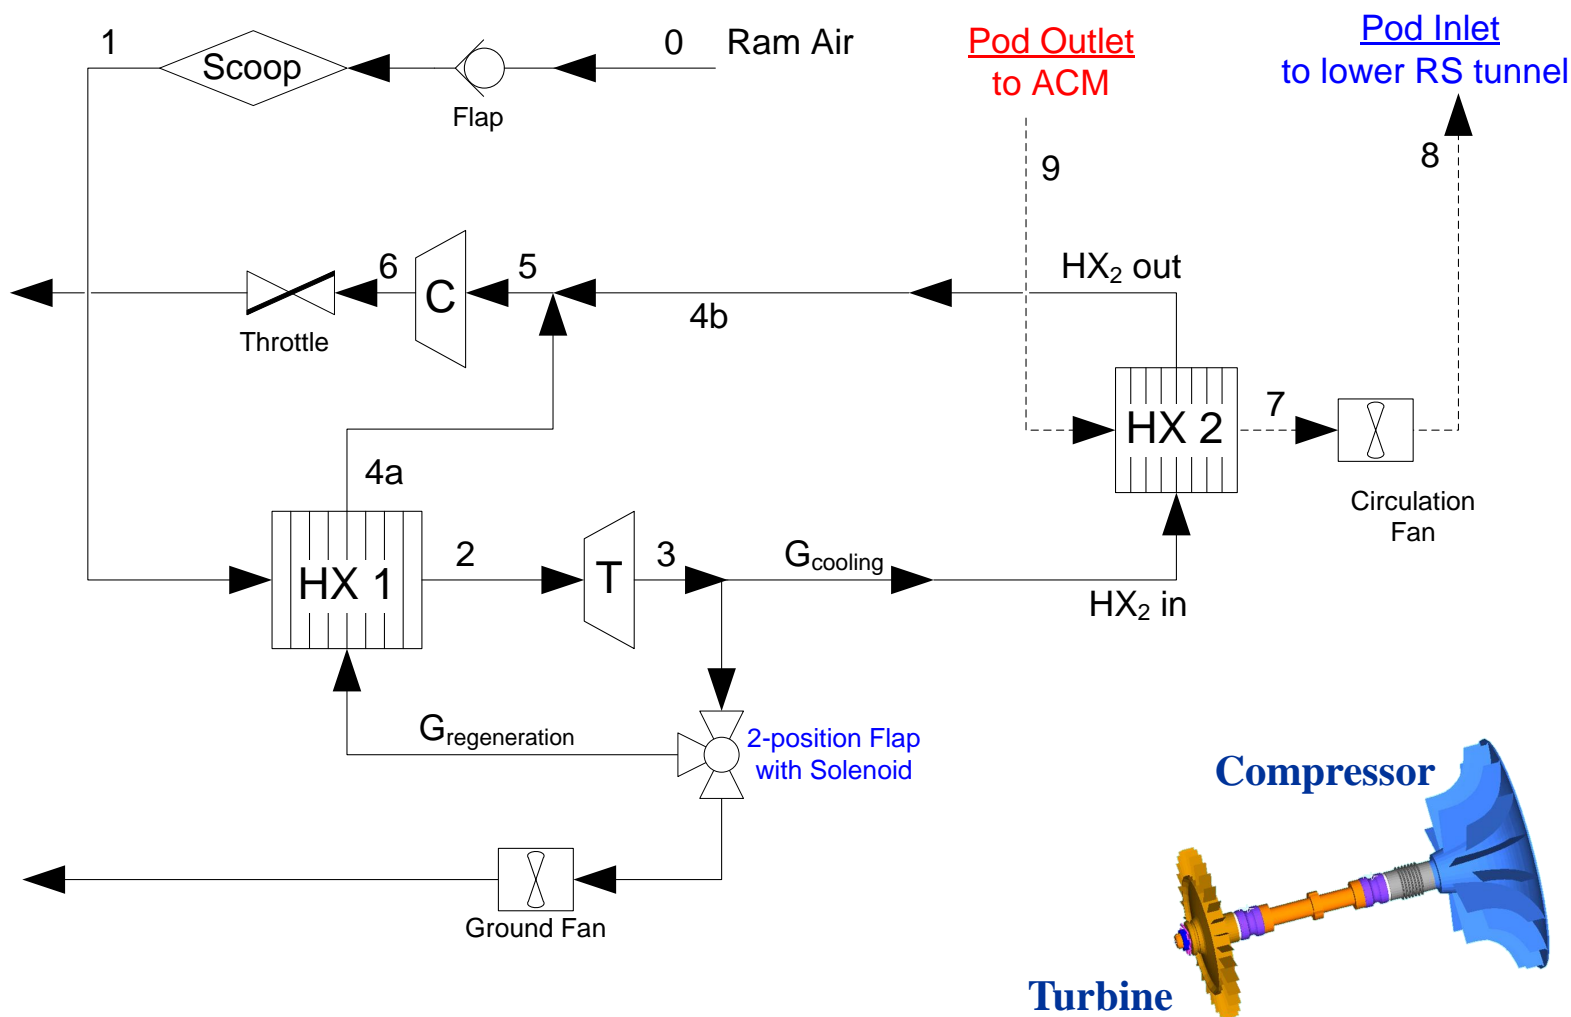 1
Scoop
Flap
0
Ram Air
Pod Outlet
to ACM
Pod Inlet
to lower RS tunnel
9
8
6
C
5
Throttle
4b
HX2 out
HX 2
7
Circulation
Fan
4a
HX 1
2
T
3
Gcooling
HX2 in
Gregeneration
2-position Flap
with Solenoid
Ground Fan
Compressor
Turbine